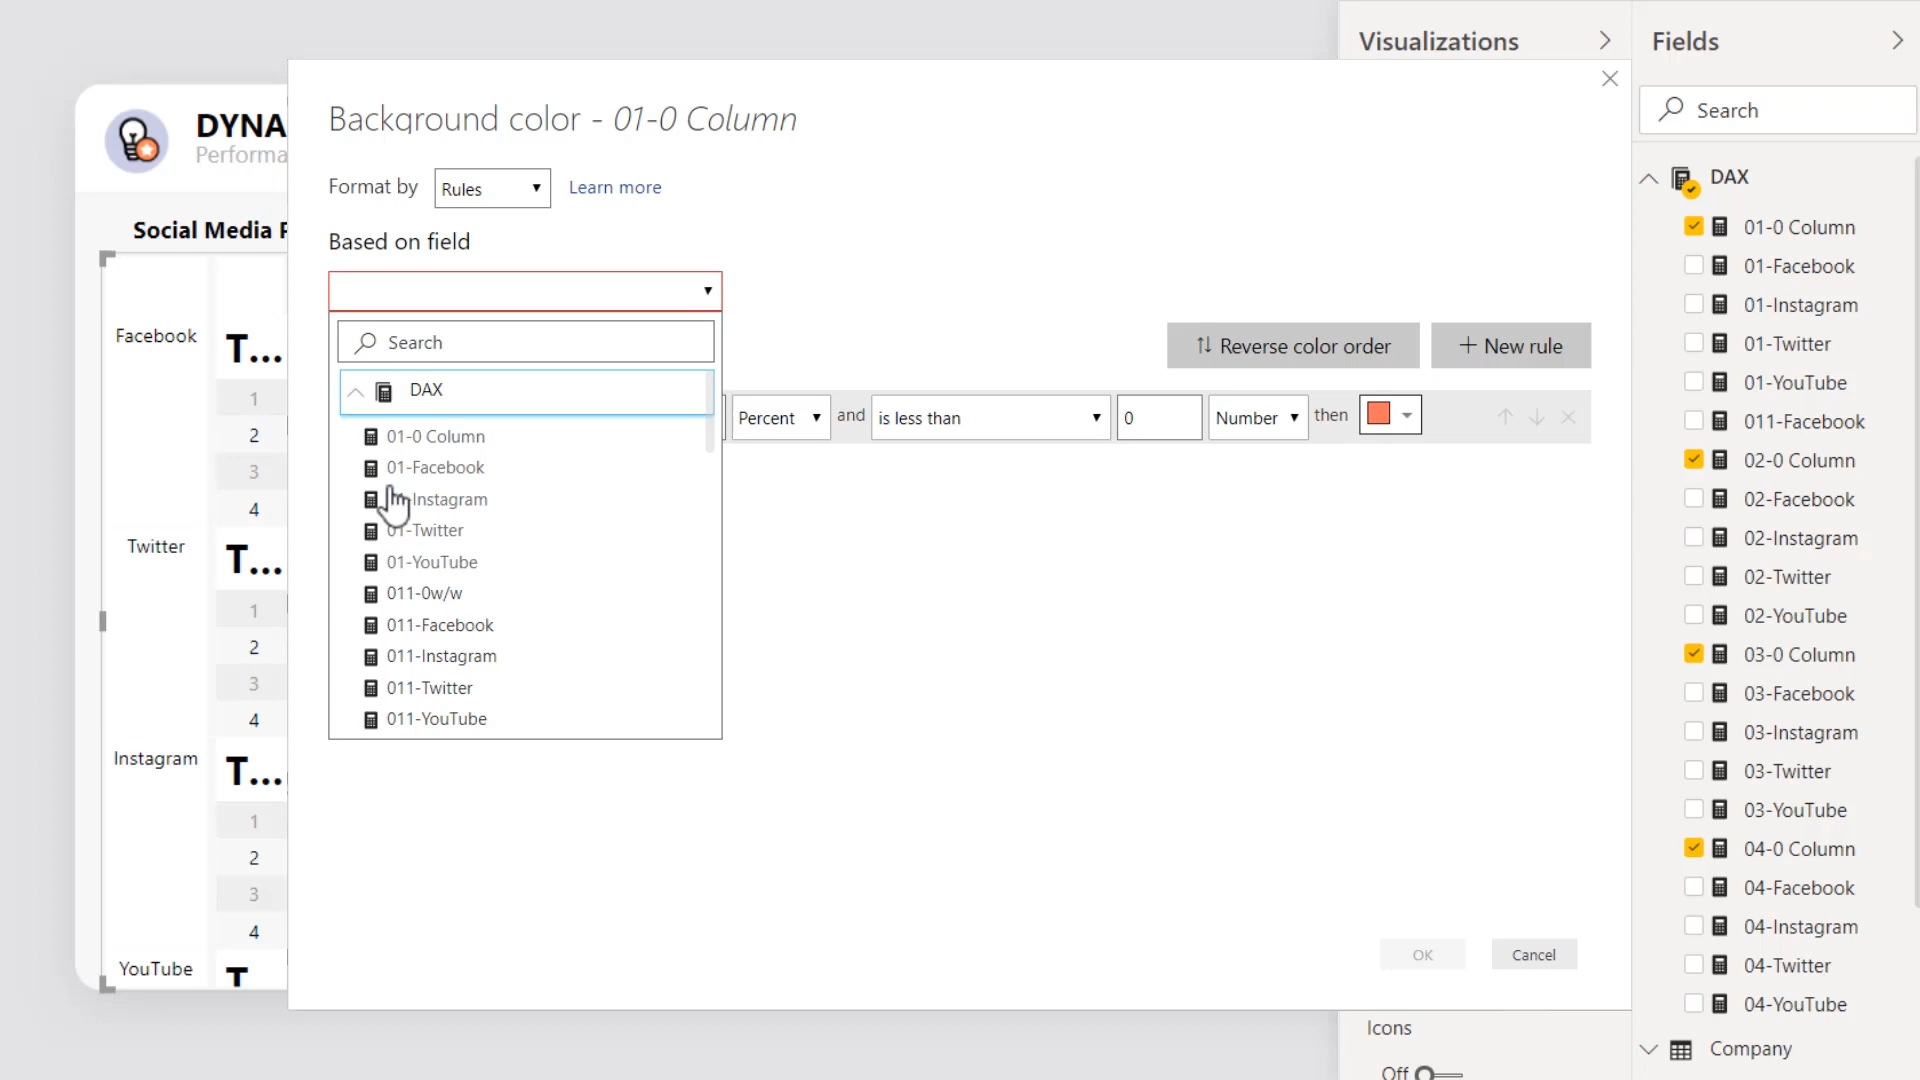 Visualizations
Fields
Search
DYNA
Performa
Social Media P
Facebook
T...
1
2
3
4
Twitter
T...
1
2
3
4
Instagram
T...
1
2
3
4
YouTube
T
Background color - 01-0 Column
Format by Rules Learn more
Based on field
Search
DAX
01-0 Column
01-Facebook
Instagram
01-Twitter
01-YouTube
011-0w/w
011-Facebook
011-Instagram
011-Twitter
011-YouTube
Reverse color order + New rule
Percent and is less than 0 Number then
OK Cancel
Icons
Off
DAX
01-0 Column
01-Facebook
01-Instagram
01-Twitter
01-YouTube
011-Facebook
02-0 Column
02-Facebook
02-Instagram
02-Twitter
02-YouTube
03-0 Column
03-Facebook
03-Instagram
03-Twitter
03-YouTube
04-0 Column
04-Facebook
04-Instagram
04-Twitter
04-YouTube
Company